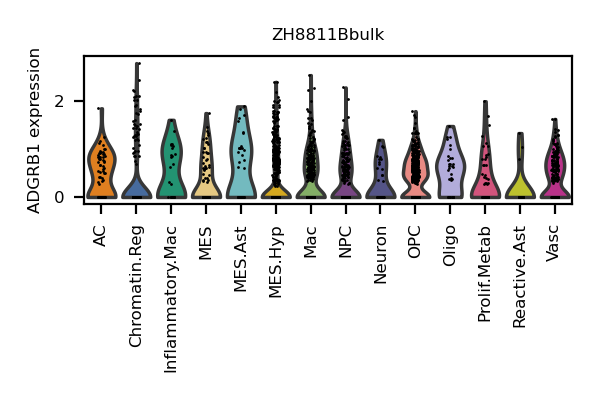 ZH8811Bbulk
ADGRB1 expression
2
0
AC
Chromatin.Reg
Inflammatory.Mac
MES
MES.Ast
MES.Hyp
Mac
NPC
Neuron
OPC
Oligo
Prolif.Metab
Reactive.Ast
Vasc